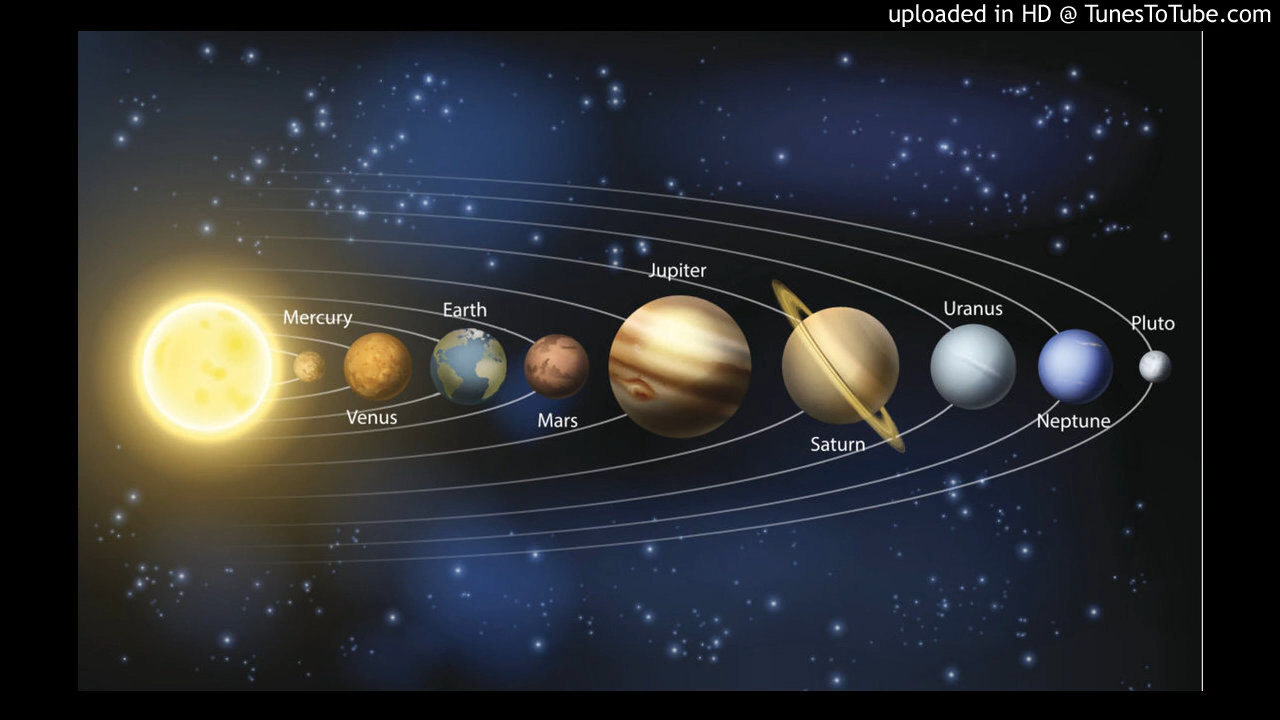 uploaded in HD @ TunesToTube.com
Mercury
Venus
Earth
Mars
Jupiter
Saturn
Uranus
Neptune
Pluto